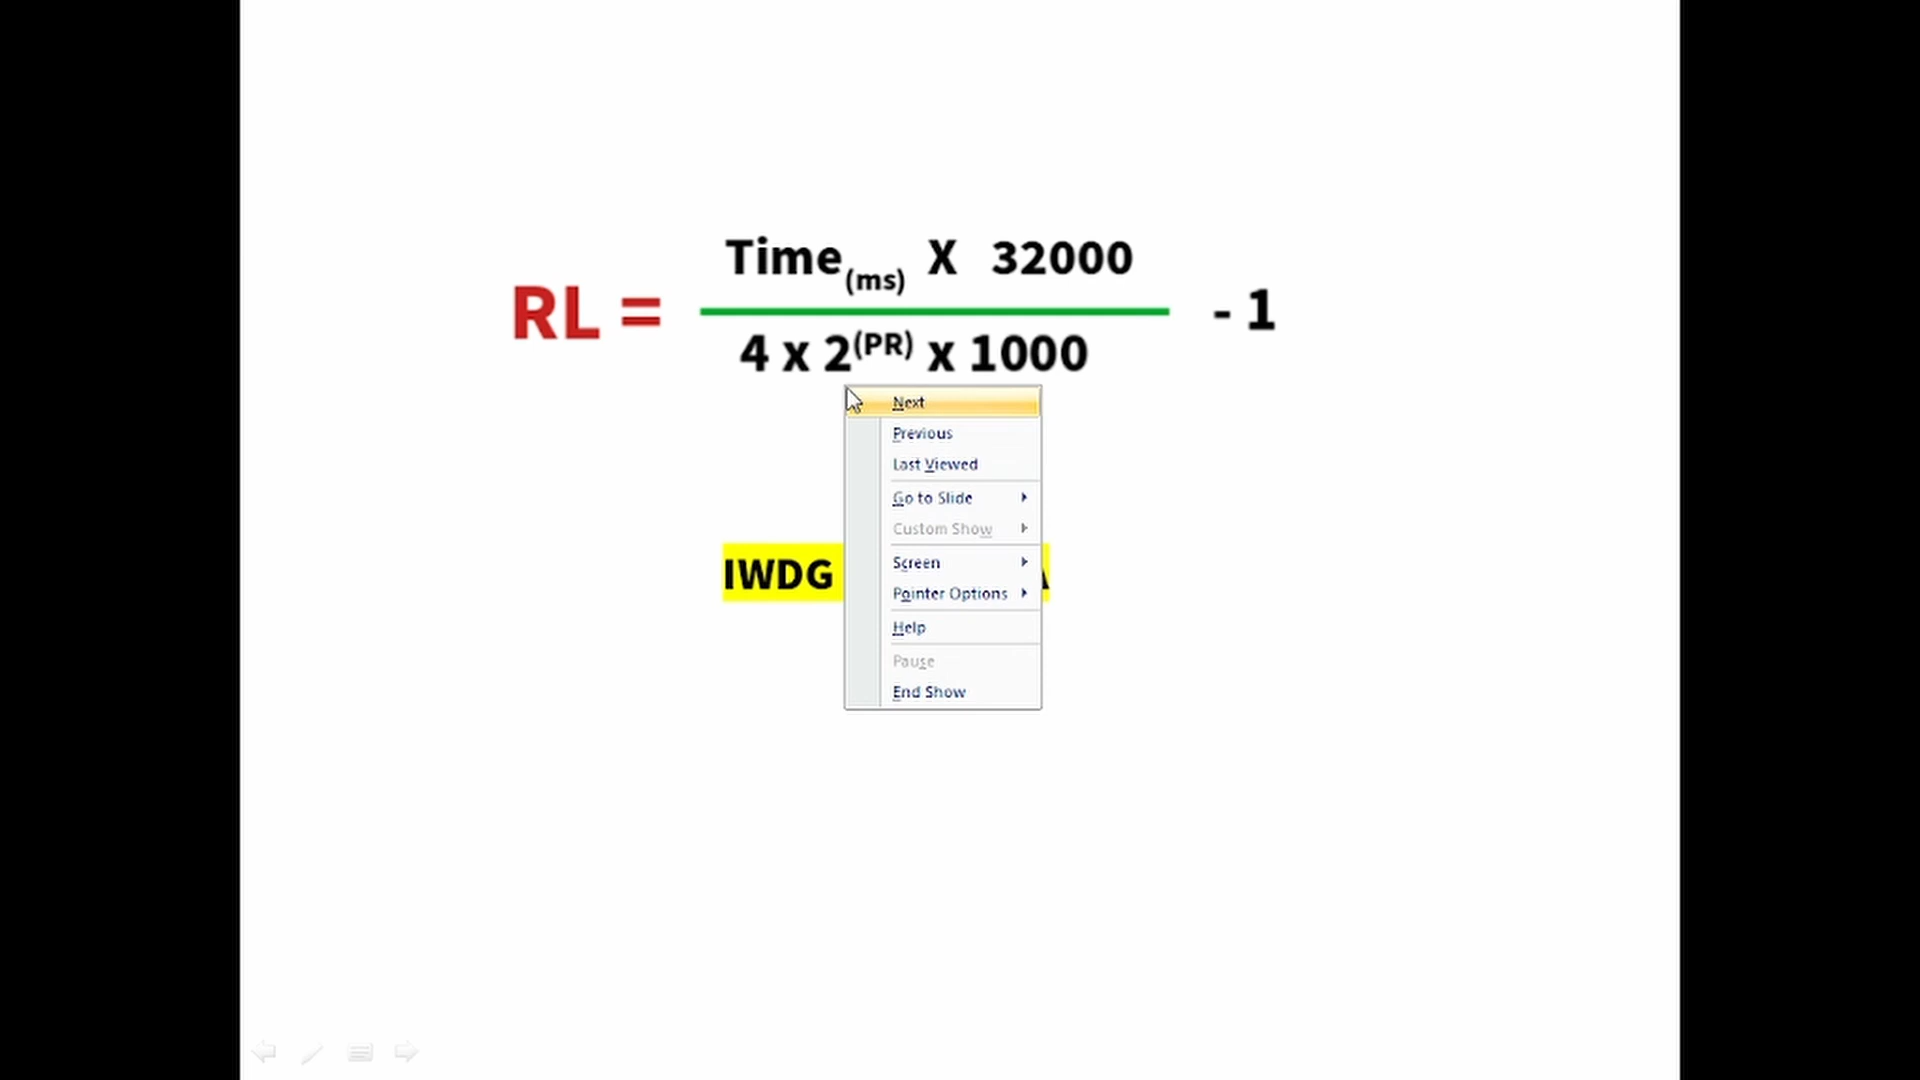 Time(ms) X 32000
RL = - 1
4 x 2(PR) x 1000
Next
Previous
Last Viewed
Go to Slide
Custom Show
IWDG
Screen
Pointer Options
Help
Pause
End Show